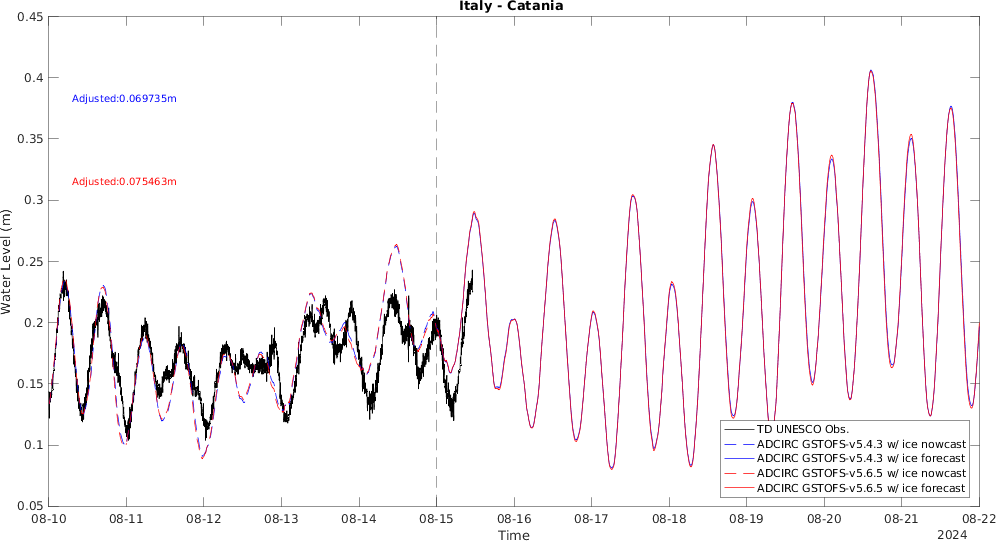 Italy - Catania
0.45
0.4
0.35
0.3
0.25
0.2
0.15
0.1
0.05
Water Level (m)
Adjusted:0.069735m
Adjusted:0.075463m
TD UNESCO Obs.
ADCIRC GSTOFS-v5.4.3 w/ ice nowcast
ADCIRC GSTOFS-v5.4.3 w/ ice forecast
ADCIRC GSTOFS-v5.6.5 w/ ice nowcast
ADCIRC GSTOFS-v5.6.5 w/ ice forecast
08-10 08-11 08-12 08-13 08-14 08-15 08-16 08-17 08-18 08-19 08-20 08-21 08-22
Time
2024